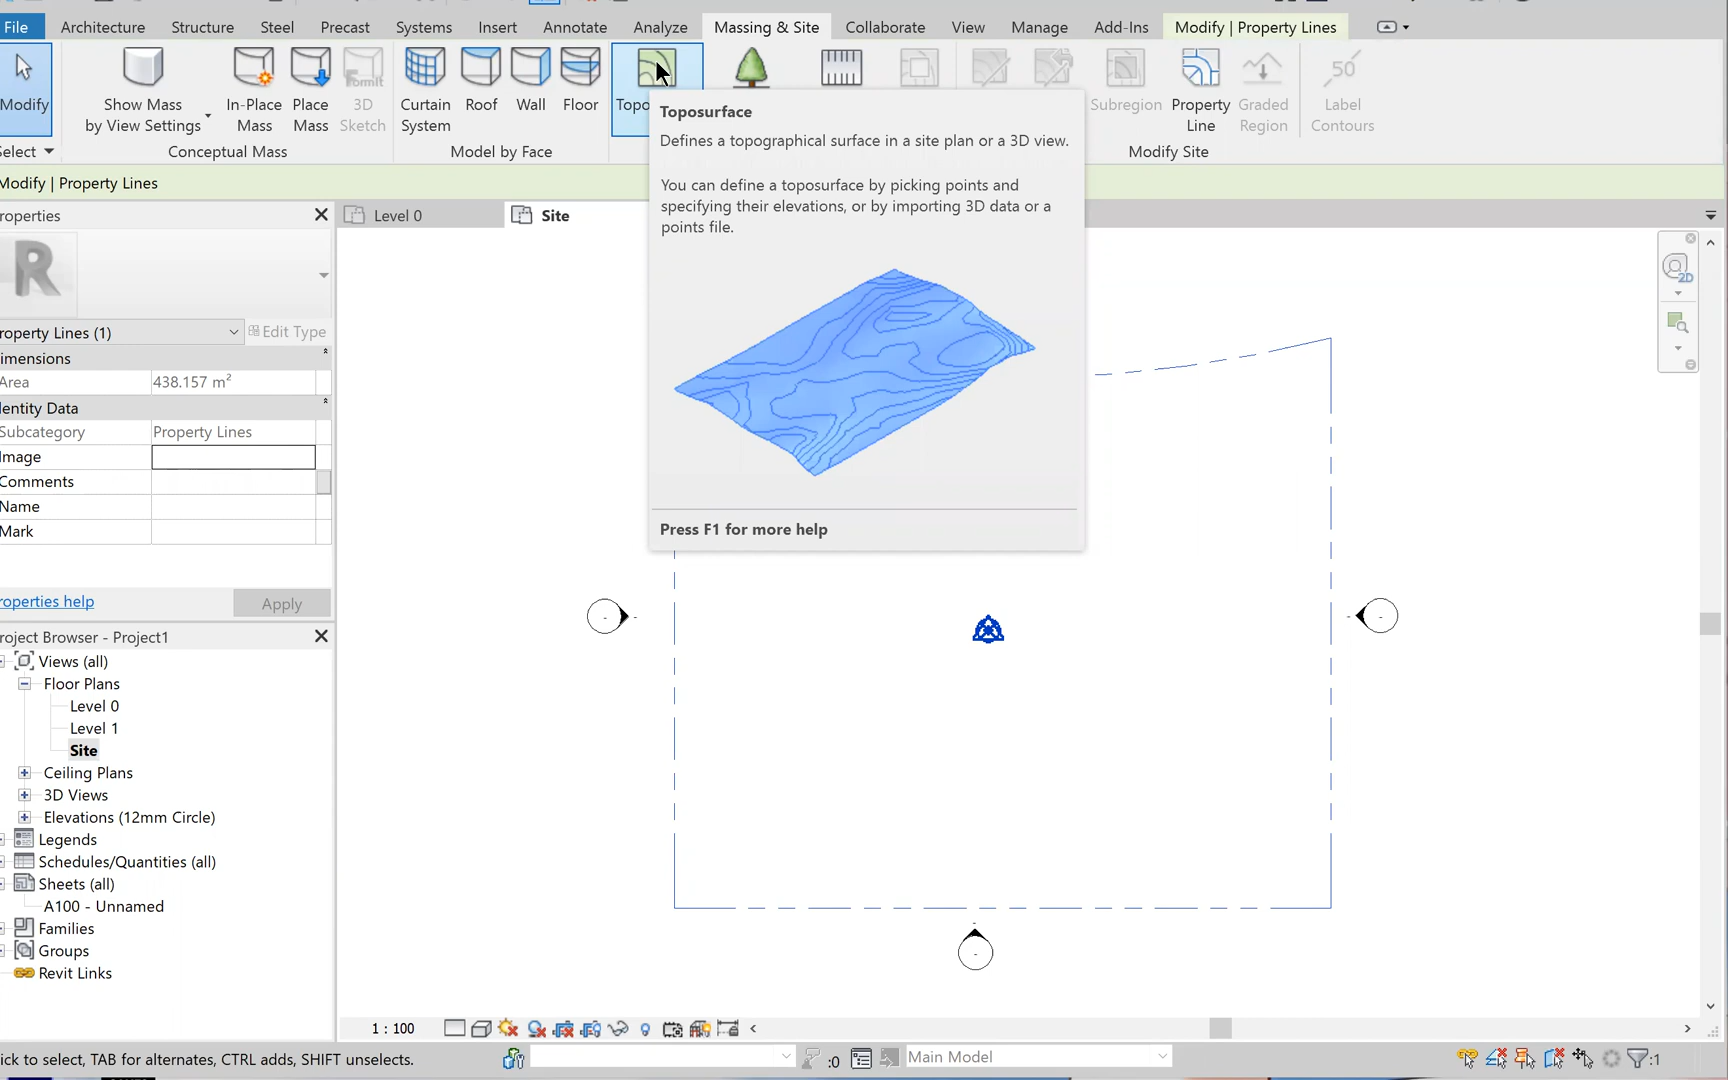 File Architecture Structure Steel Precast Systems Insert Annotate Analyze Massing & Site Collaborate View Manage Add-Ins Modify | Property Lines
Modify
Show Mass
by View Settings
In-Place
Mass
Place
Mass
FormIt
3D
Sketch
Curtain
System
Roof
Wall
Floor
Topo
Subregion
Property
Line
Graded
Region
50
Label
Contours
elect
Conceptual Mass
Model by Face
Modify Site
Modify | Property Lines
Toposurface
Defines a topographical surface in a site plan or a 3D view.
You can define a toposurface by picking points and
specifying their elevations, or by importing 3D data or a
points file.
Press F1 for more help
roperties
Level 0
Site
2D
R
roperty Lines (1)
Edit Type
imensions
Area 438.157 m²
dentity Data
Subcategory Property Lines
Image
Comments
Name
Mark
roperties help
Apply
roject Browser - Project1
Views (all)
Floor Plans
Level 0
Level 1
Site
Ceiling Plans
3D Views
Elevations (12mm Circle)
Legends
Schedules/Quantities (all)
Sheets (all)
A100 - Unnamed
Families
Groups
Revit Links
1 : 100
ick to select, TAB for alternates, CTRL adds, SHIFT unselects.
:0
Main Model
:1